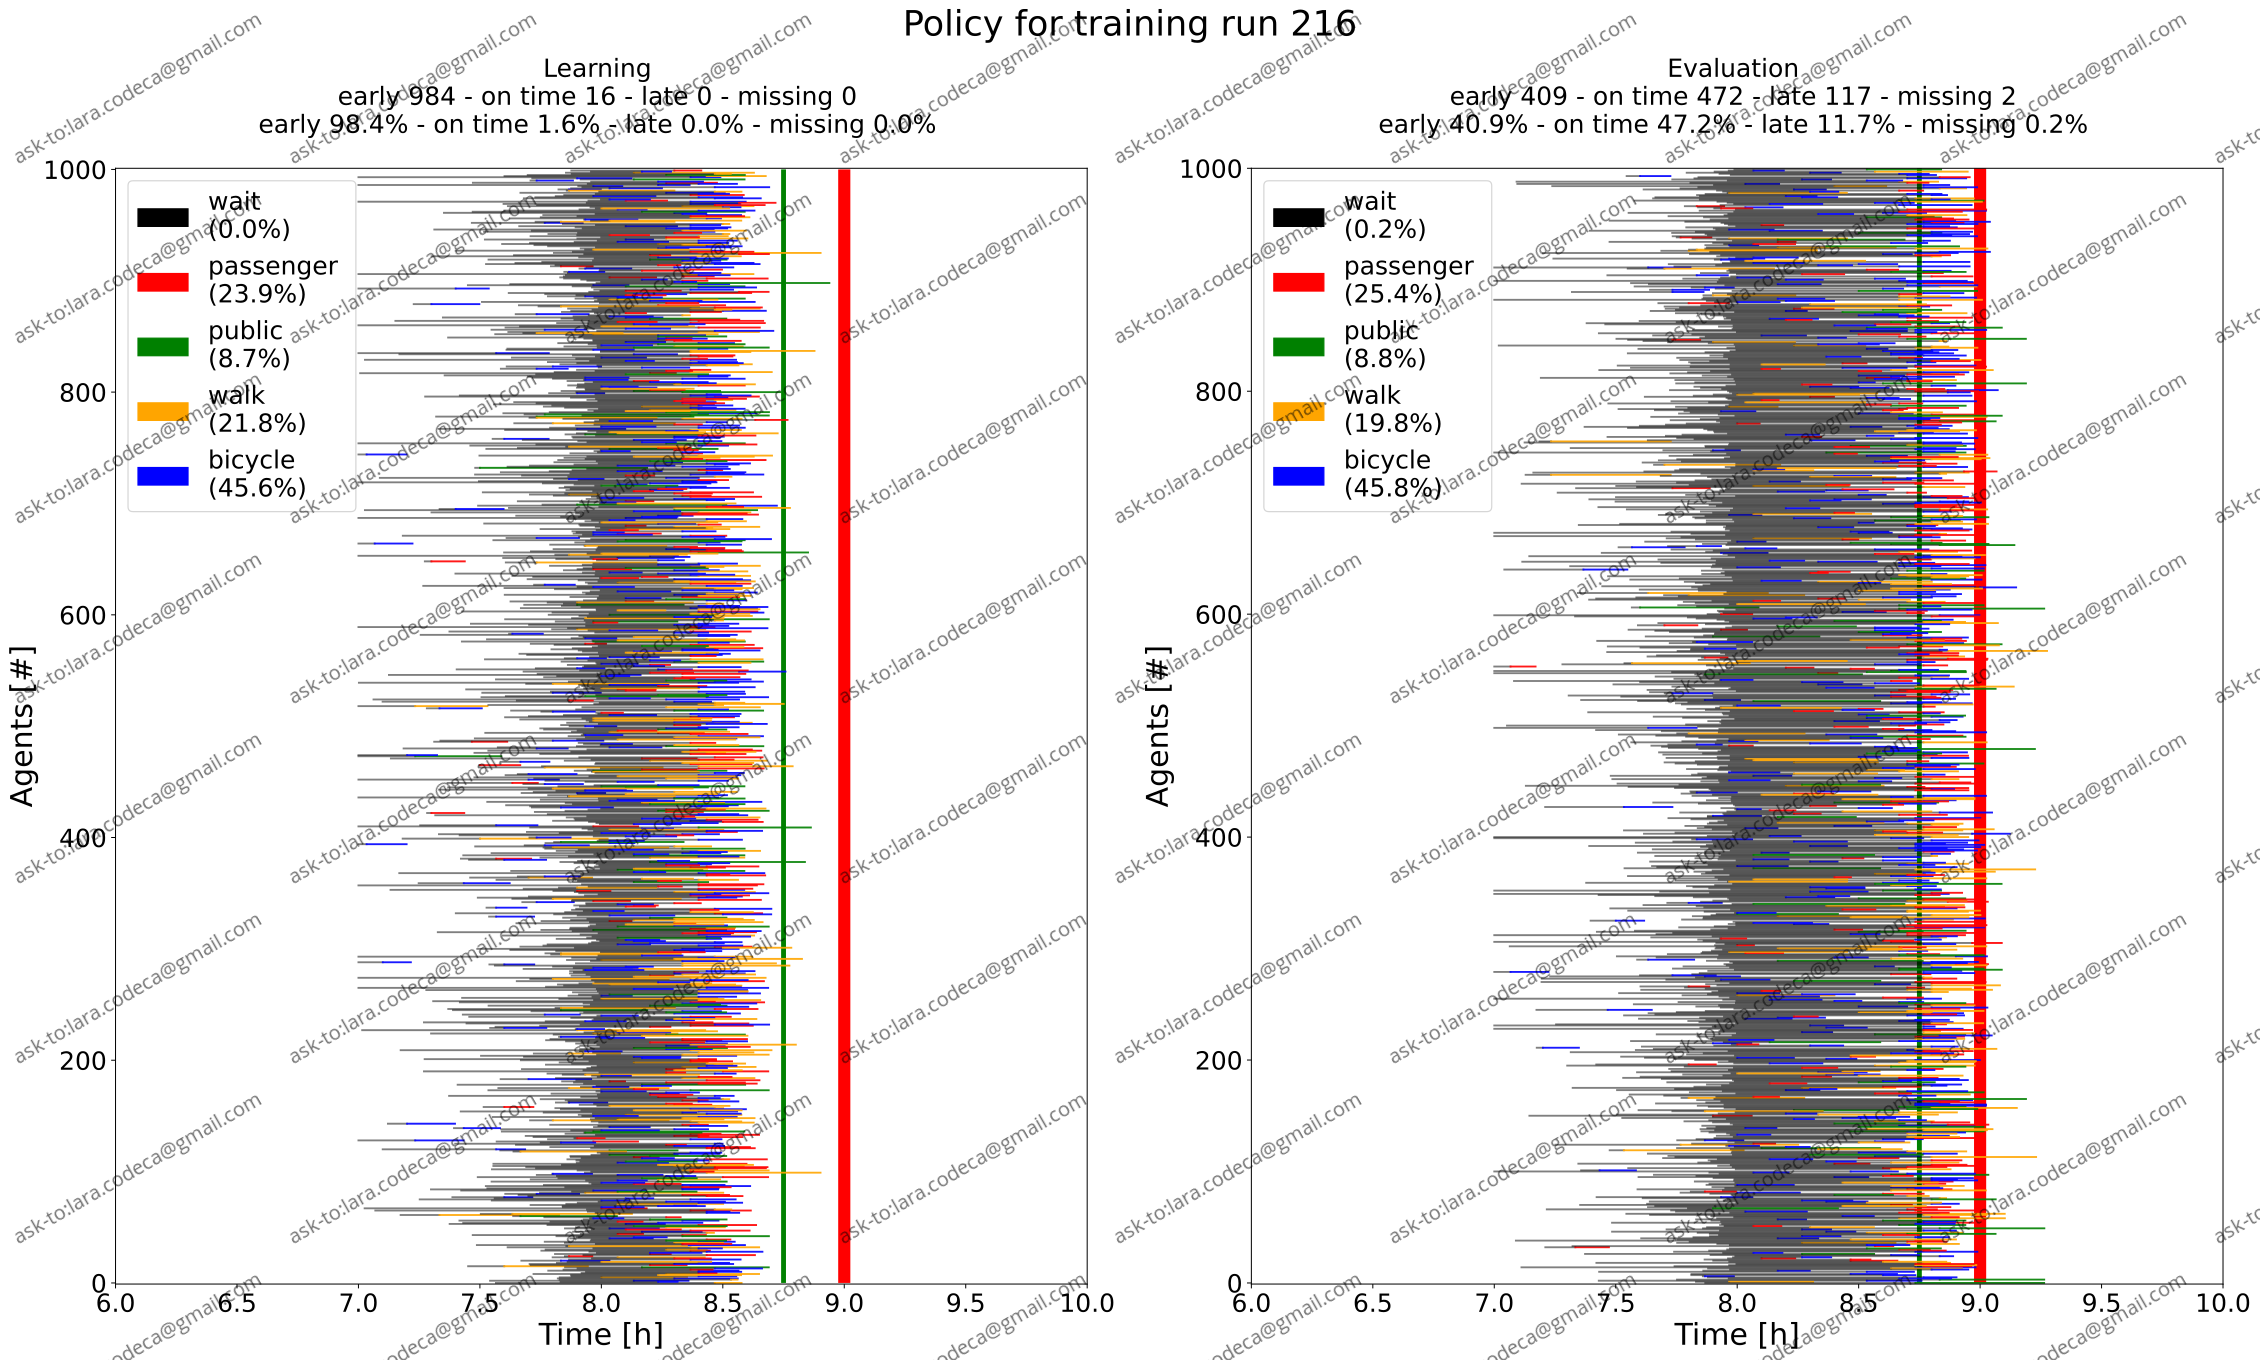 Policy for training run 216
Learning
early 984 - on time 16 - late 0 - missing 0
early 98.4% - on time 1.6% - late 0.0% - missing 0.0%
wait
(0.0%)
passenger
(23.9%)
public
(8.7%)
walk
(21.8%)
bicycle
(45.6%)
1000
800
600
400
200
0
Agents [#]
6.0 6.5 7.0 7.5 8.0 8.5 9.0 9.5 10.0
Time [h]
Evaluation
early 409 - on time 472 - late 117 - missing 2
early 40.9% - on time 47.2% - late 11.7% - missing 0.2%
wait
(0.2%)
passenger
(25.4%)
public
(8.8%)
walk
(19.8%)
bicycle
(45.8%)
1000
800
600
400
200
0
Agents [#]
6.0 6.5 7.0 7.5 8.0 8.5 9.0 9.5 10.0
Time [h]
ask-to:lara.codeca@gmail.com